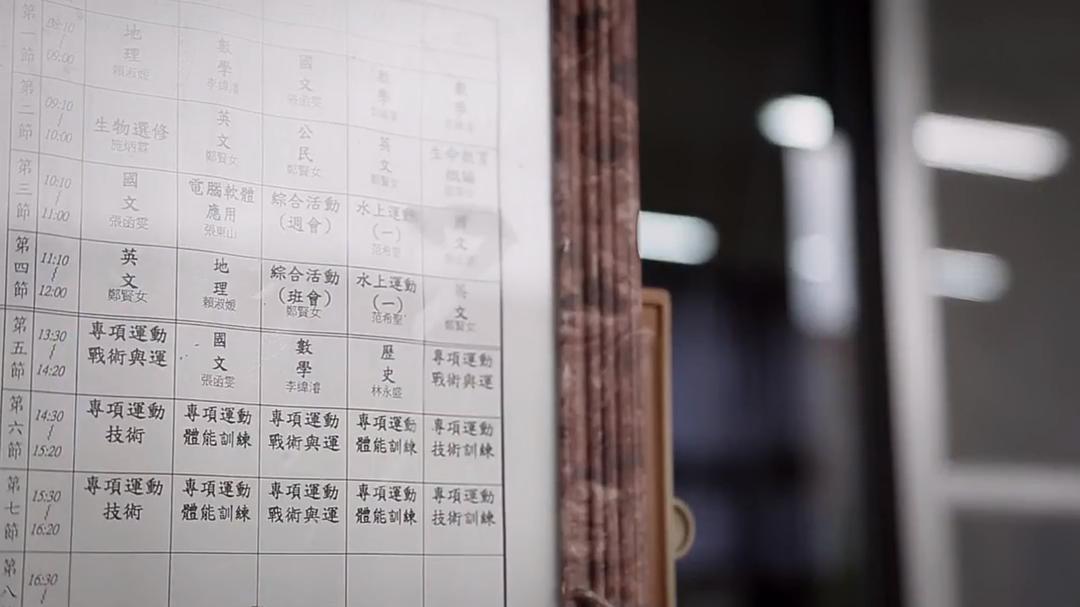 第一節 08:10 09:00 地理 賴淑媛 數學 李緯濬 國文 張函雯 數學 數學
第二節 09:10 10:00 生物選修 施炳霖 英文 鄭賢女 公民 鄭賢女 英文 鄭賢女 生命教育概論
第三節 10:10 11:00 國文 張函雯 電腦軟體應用 張東山 綜合活動(週會) 水上運動(一) 范希聖 國文
第四節 11:10 12:00 英文 鄭賢女 地理 賴淑媛 綜合活動(班會) 鄭賢女 水上運動(一) 范希聖 英文 鄭賢女
第五節 13:30 14:20 專項運動戰術與運 國文 張函雯 數學 李緯濬 歷史 林永盛 專項運動戰術與運
第六節 14:30 15:20 專項運動技術 專項運動體能訓練 專項運動戰術與運 專項運動體能訓練 專項運動技術訓練
第七節 15:30 16:20 專項運動技術 專項運動體能訓練 專項運動戰術與運 專項運動體能訓練 專項運動技術訓練
第八 16:30